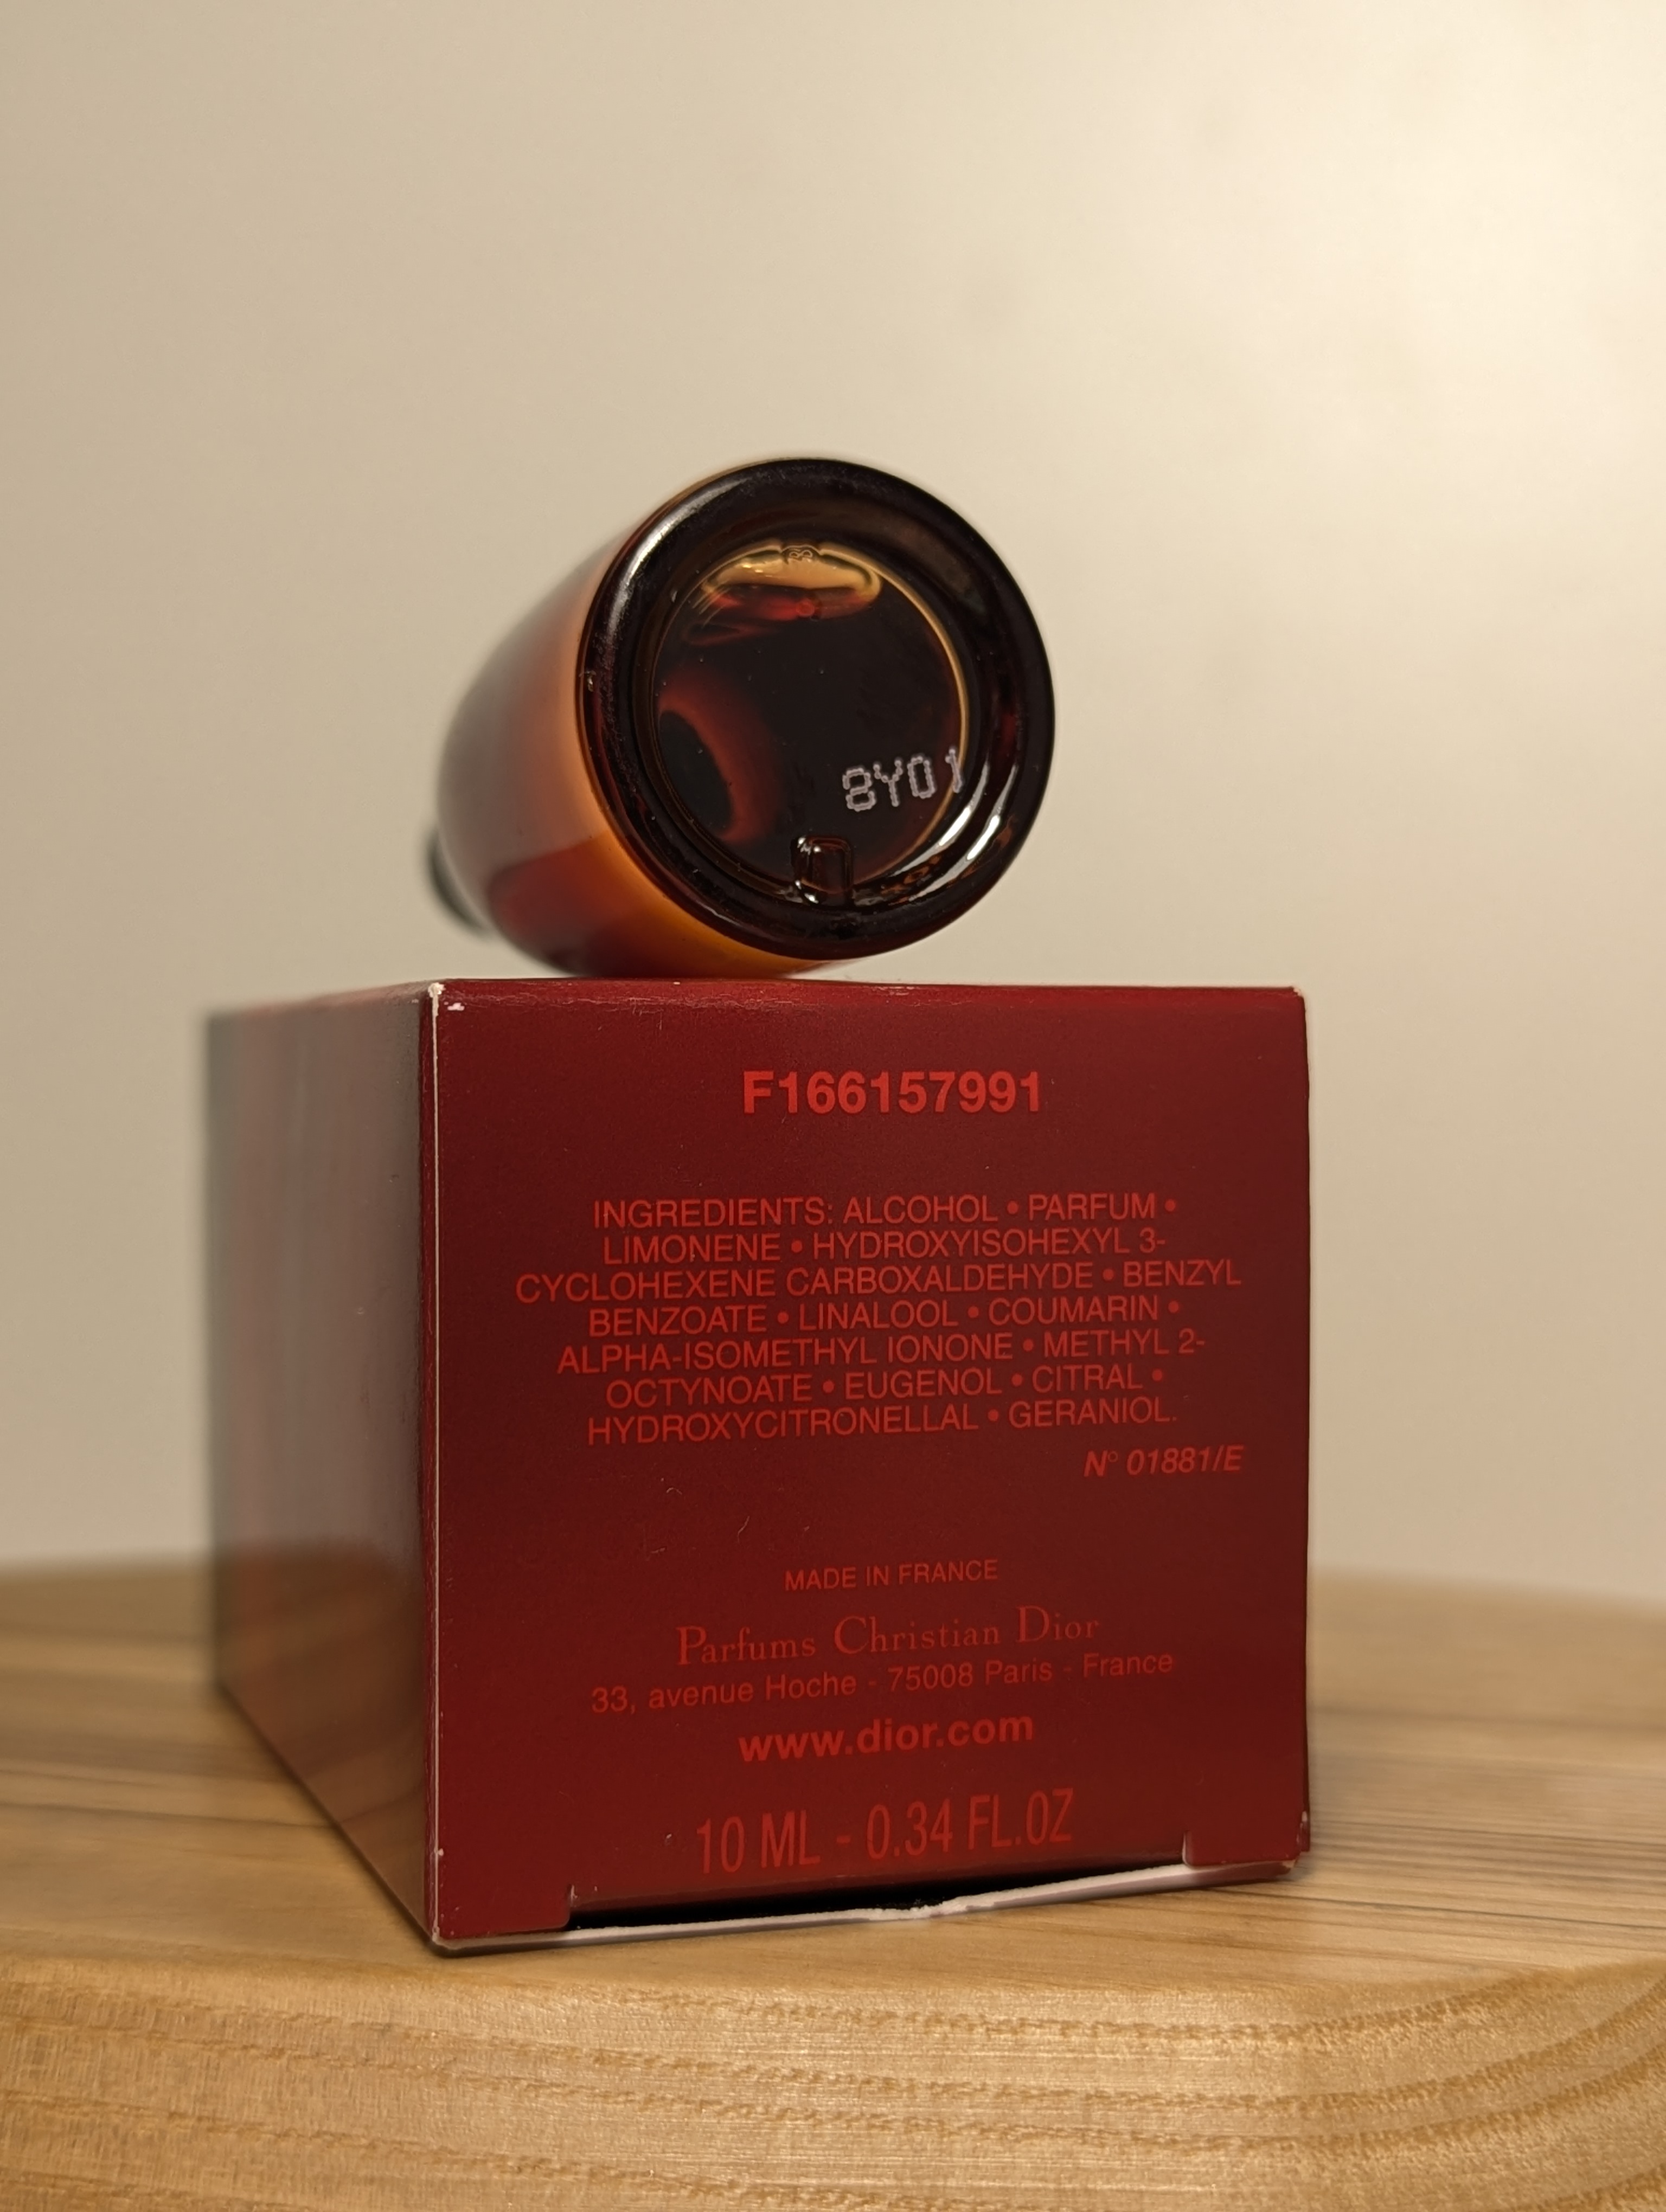 8Y01
F166157991
INGREDIENTS: ALCOHOL • PARFUM •
LIMONENE • HYDROXYISOHEXYL 3-
CYCLOHEXENE CARBOXALDEHYDE • BENZYL
BENZOATE • LINALOOL • COUMARIN •
ALPHA-ISOMETHYL IONONE • METHYL 2-
OCTYNOATE • EUGENOL • CITRAL •
HYDROXYCITRONELLAL • GERANIOL.
N° 01881/E
MADE IN FRANCE
Parfums Christian Dior
33, avenue Hoche - 75008 Paris - France
www.dior.com
10 ML - 0.34 FL.OZ